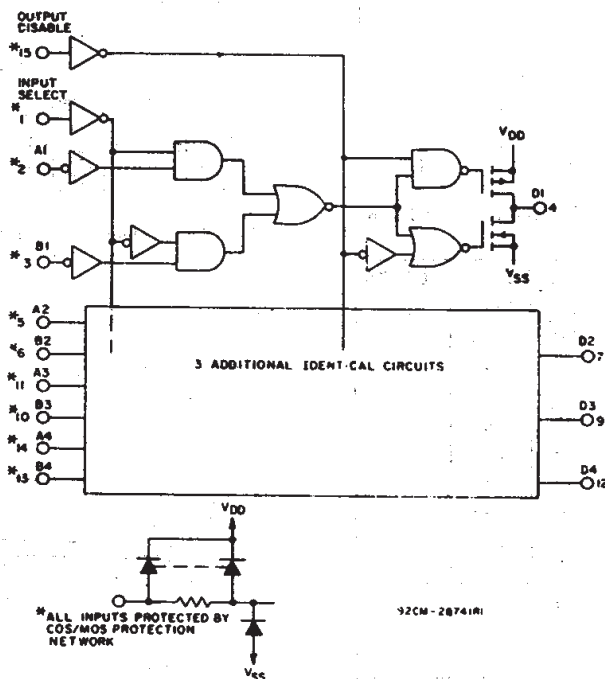 OUTPUT
CISABLE
*15
INPUT
SELECT
*1
A1
*2
B1
*3
VDD
D1
4
VSS
A2
*5
B2
*6
A3
*11
B3
*10
A4
*14
B4
*13
3 ADDITIONAL IDENT·CAL CIRCUITS
D2
7
D3
9
D4
12
VDD
*ALL INPUTS PROTECTED BY
COS/MOS PROTECTION
NETWORK
VSS
92CM-28741RI